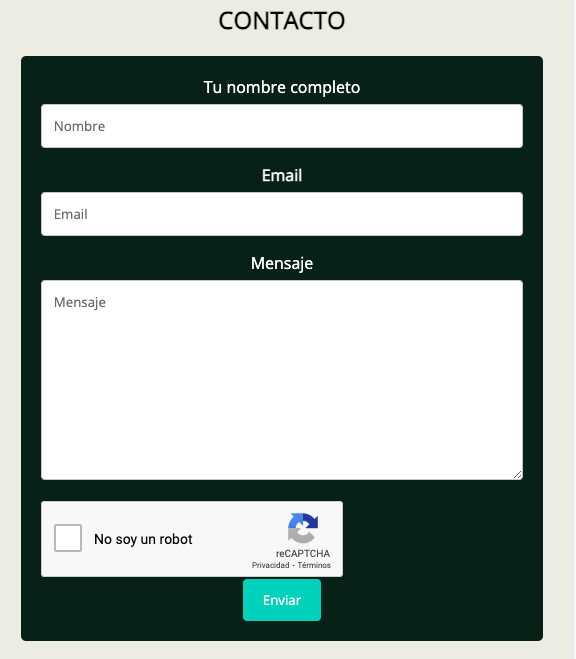 CONTACTO
Tu nombre completo
Nombre
Email
Email
Mensaje
Mensaje
No soy un robot
reCAPTCHA
Privacidad - Términos
Enviar